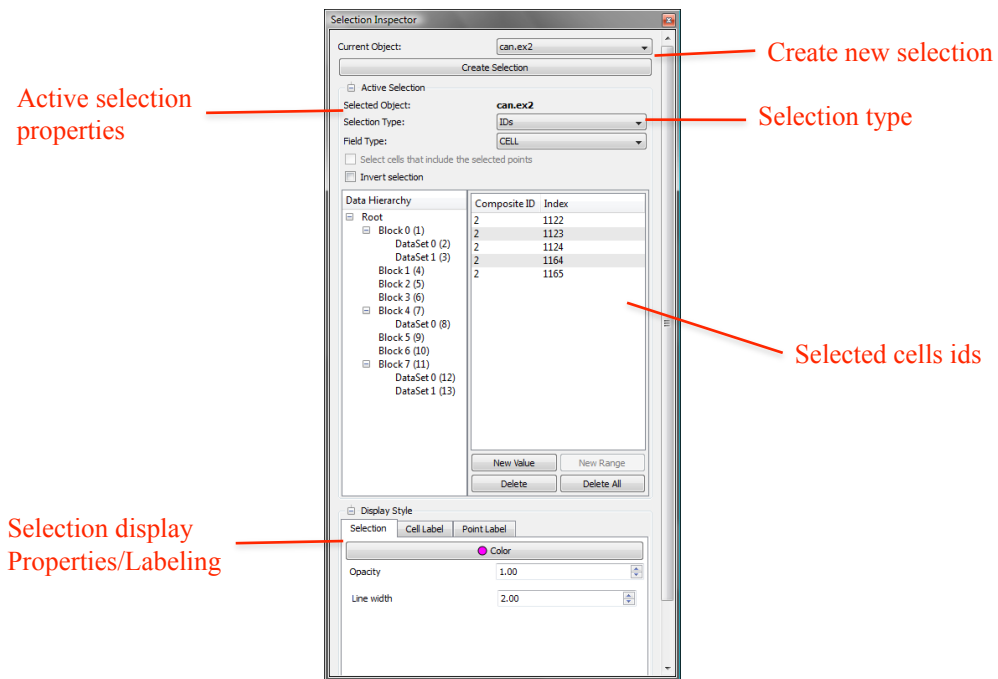 Selection Inspector
Current Object: can.ex2
Create Selection
Active Selection
Selected Object: can.ex2
Selection Type: IDs
Field Type: CELL
Select cells that include the selected points
Invert selection
Data Hierarchy
Root
Block 0 (1)
DataSet 0 (2)
DataSet 1 (3)
Block 1 (4)
Block 2 (5)
Block 3 (6)
Block 4 (7)
DataSet 0 (8)
Block 5 (9)
Block 6 (10)
Block 7 (11)
DataSet 0 (12)
DataSet 1 (13)
Composite ID Index
2 1122
2 1123
2 1124
2 1164
2 1165
New Value New Range
Delete Delete All
Display Style
Selection Cell Label Point Label
Color
Opacity 1.00
Line width 2.00
Active selection
properties
Selection display
Properties/Labeling
Create new selection
Selection type
Selected cells ids